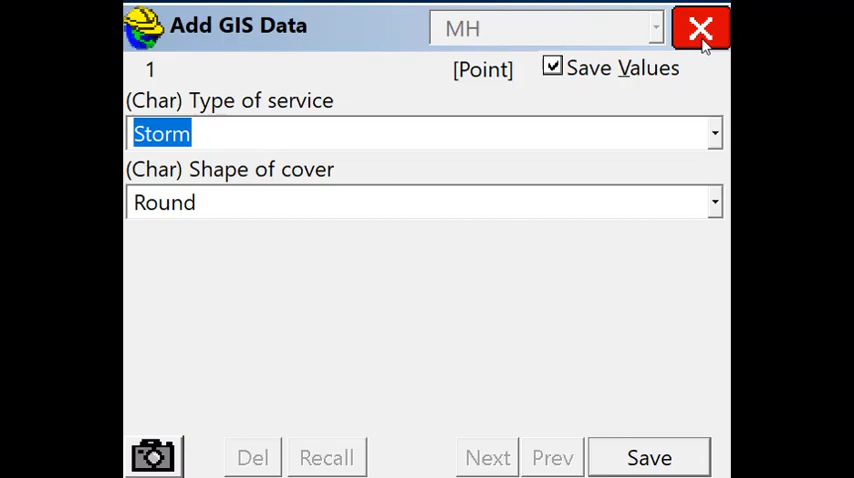 Add GIS Data
MH
1
[Point]
Save Values
(Char) Type of service
Storm
(Char) Shape of cover
Round
Del
Recall
Next
Prev
Save